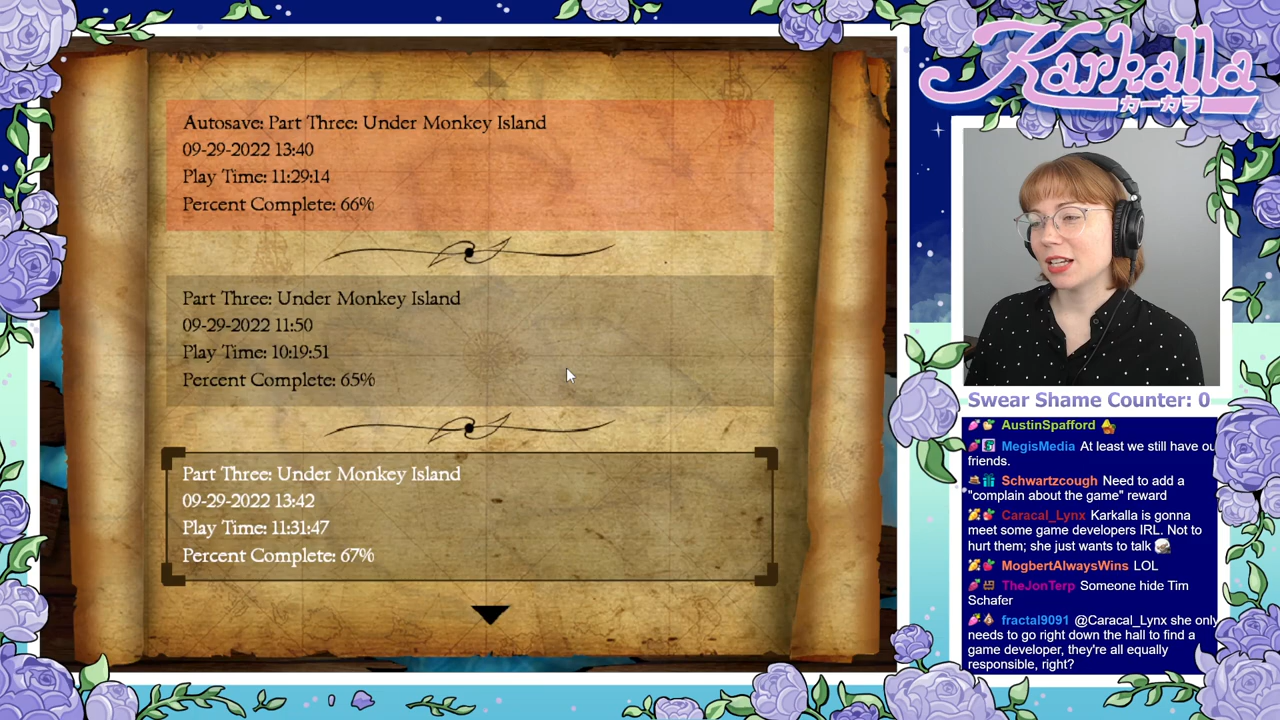 Autosave: Part Three: Under Monkey Island
09-29-2022 13:40
Play Time: 11:29:14
Percent Complete: 66%
Part Three: Under Monkey Island
09-29-2022 11:50
Play Time: 10:19:51
Percent Complete: 65%
Part Three: Under Monkey Island
09-29-2022 13:42
Play Time: 11:31:47
Percent Complete: 67%
Karkalla
カーカラ
Swear Shame Counter: 0
AustinSpafford
MegisMedia At least we still have ou
friends.
Schwartzcough Need to add a
"complain about the game" reward
Caracal_Lynx Karkalla is gonna
meet some game developers IRL. Not to
hurt them; she just wants to talk
MogbertAlwaysWins LOL
TheJonTerp Someone hide Tim
Schafer
fractal9091 @Caracal_Lynx she only
needs to go right down the hall to find a
game developer, they're all equally
responsible, right?